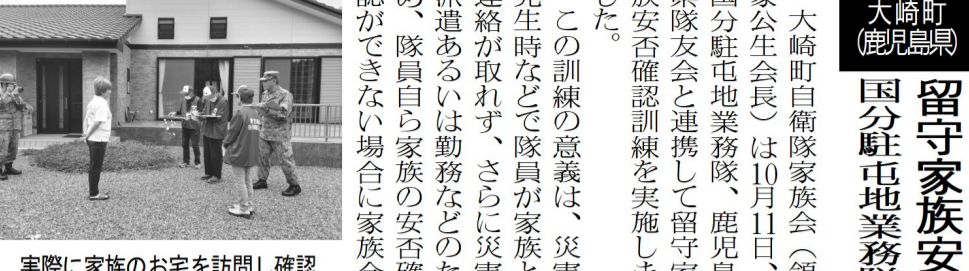 大崎町
(鹿児島県)
留守家族安
国分駐屯地業務隊
大崎町自衛隊家族会（領
家公生会長）は10月11日、
国分駐屯地業務隊、鹿児島
業隊友会と連携して留守家
族安否確認訓練を実施しま
した。
この訓練の意義は、災害
発生時などで隊員が家族と
連絡が取れず、さらに災害
派遣あるいは勤務などのた
め、隊員自ら家族の安否確
認ができない場合に家族会
実際に家族のお宅を訪問し確認